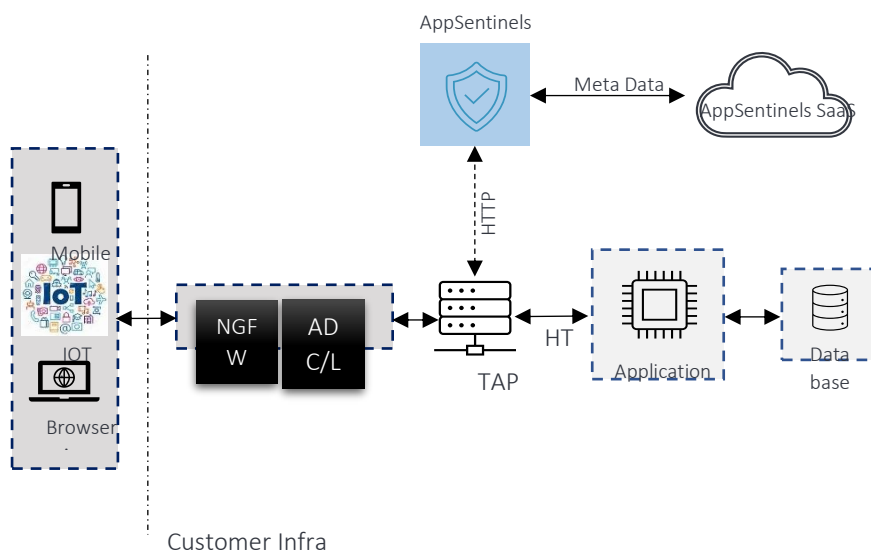 AppSentinels
Meta Data
AppSentinels SaaS
HTTP
Mobile
IoT
IOT
Browser
NGF
W
AD
C/L
TAP
HT
Application
Data
base
Customer Infra